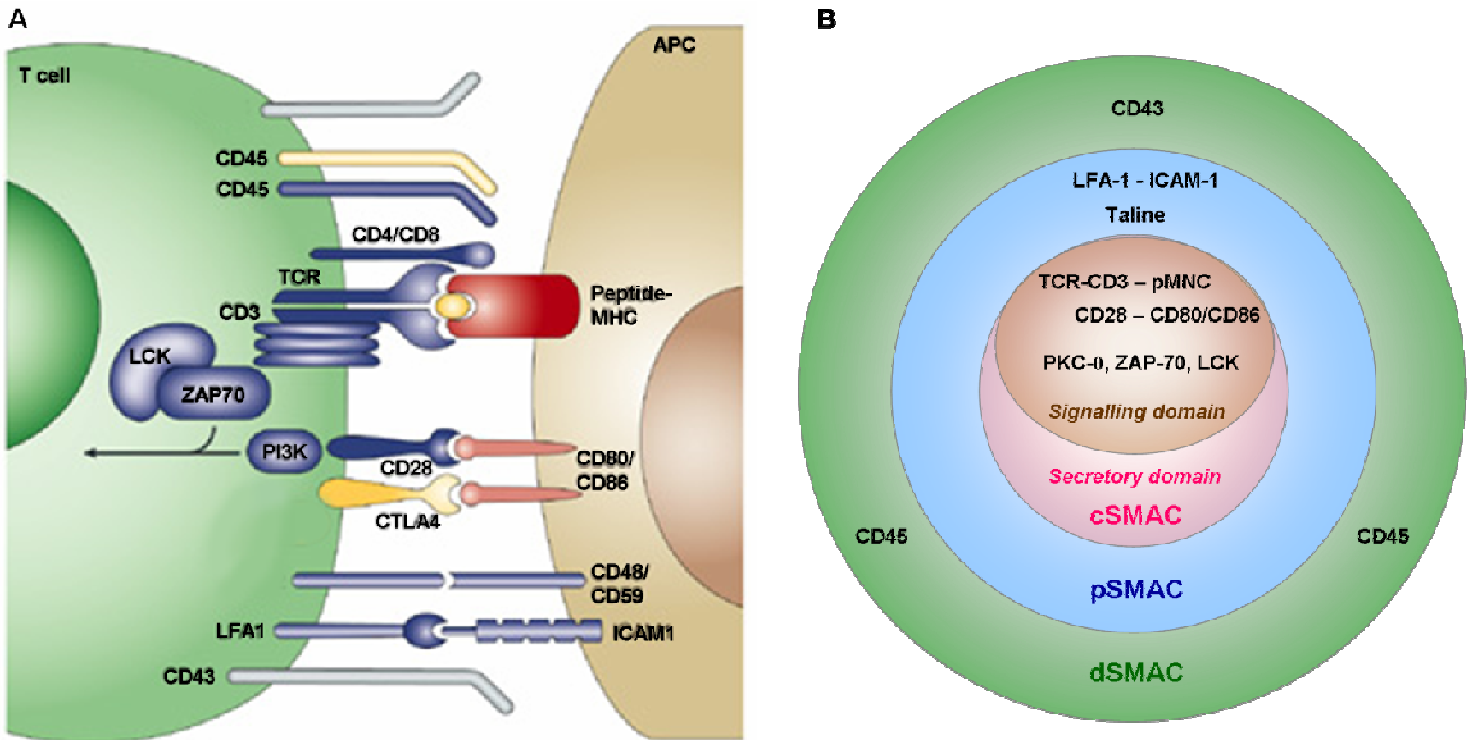 A
T cell
APC
CD45
CD45
CD4/CD8
TCR
CD3
Peptide-
MHC
LCK
ZAP70
PI3K
CD28
CD80/
CD86
CTLA4
CD48/
CD59
LFA1
ICAM1
CD43
B
CD43
LFA-1 - ICAM-1
Taline
TCR-CD3 – pMNC
CD28 – CD80/CD86
PKC-θ, ZAP-70, LCK
Signalling domain
Secretory domain
cSMAC
CD45
CD45
pSMAC
dSMAC